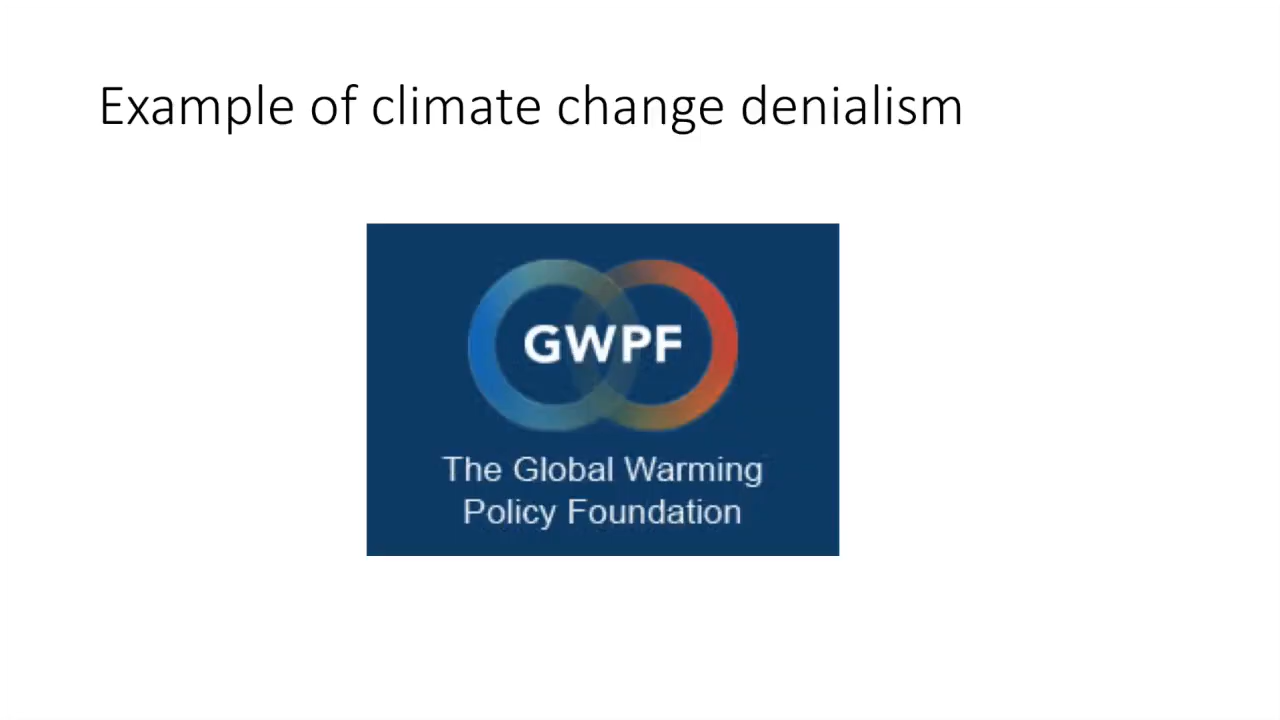 Example of climate change denialism
GWPF
The Global Warming
Policy Foundation